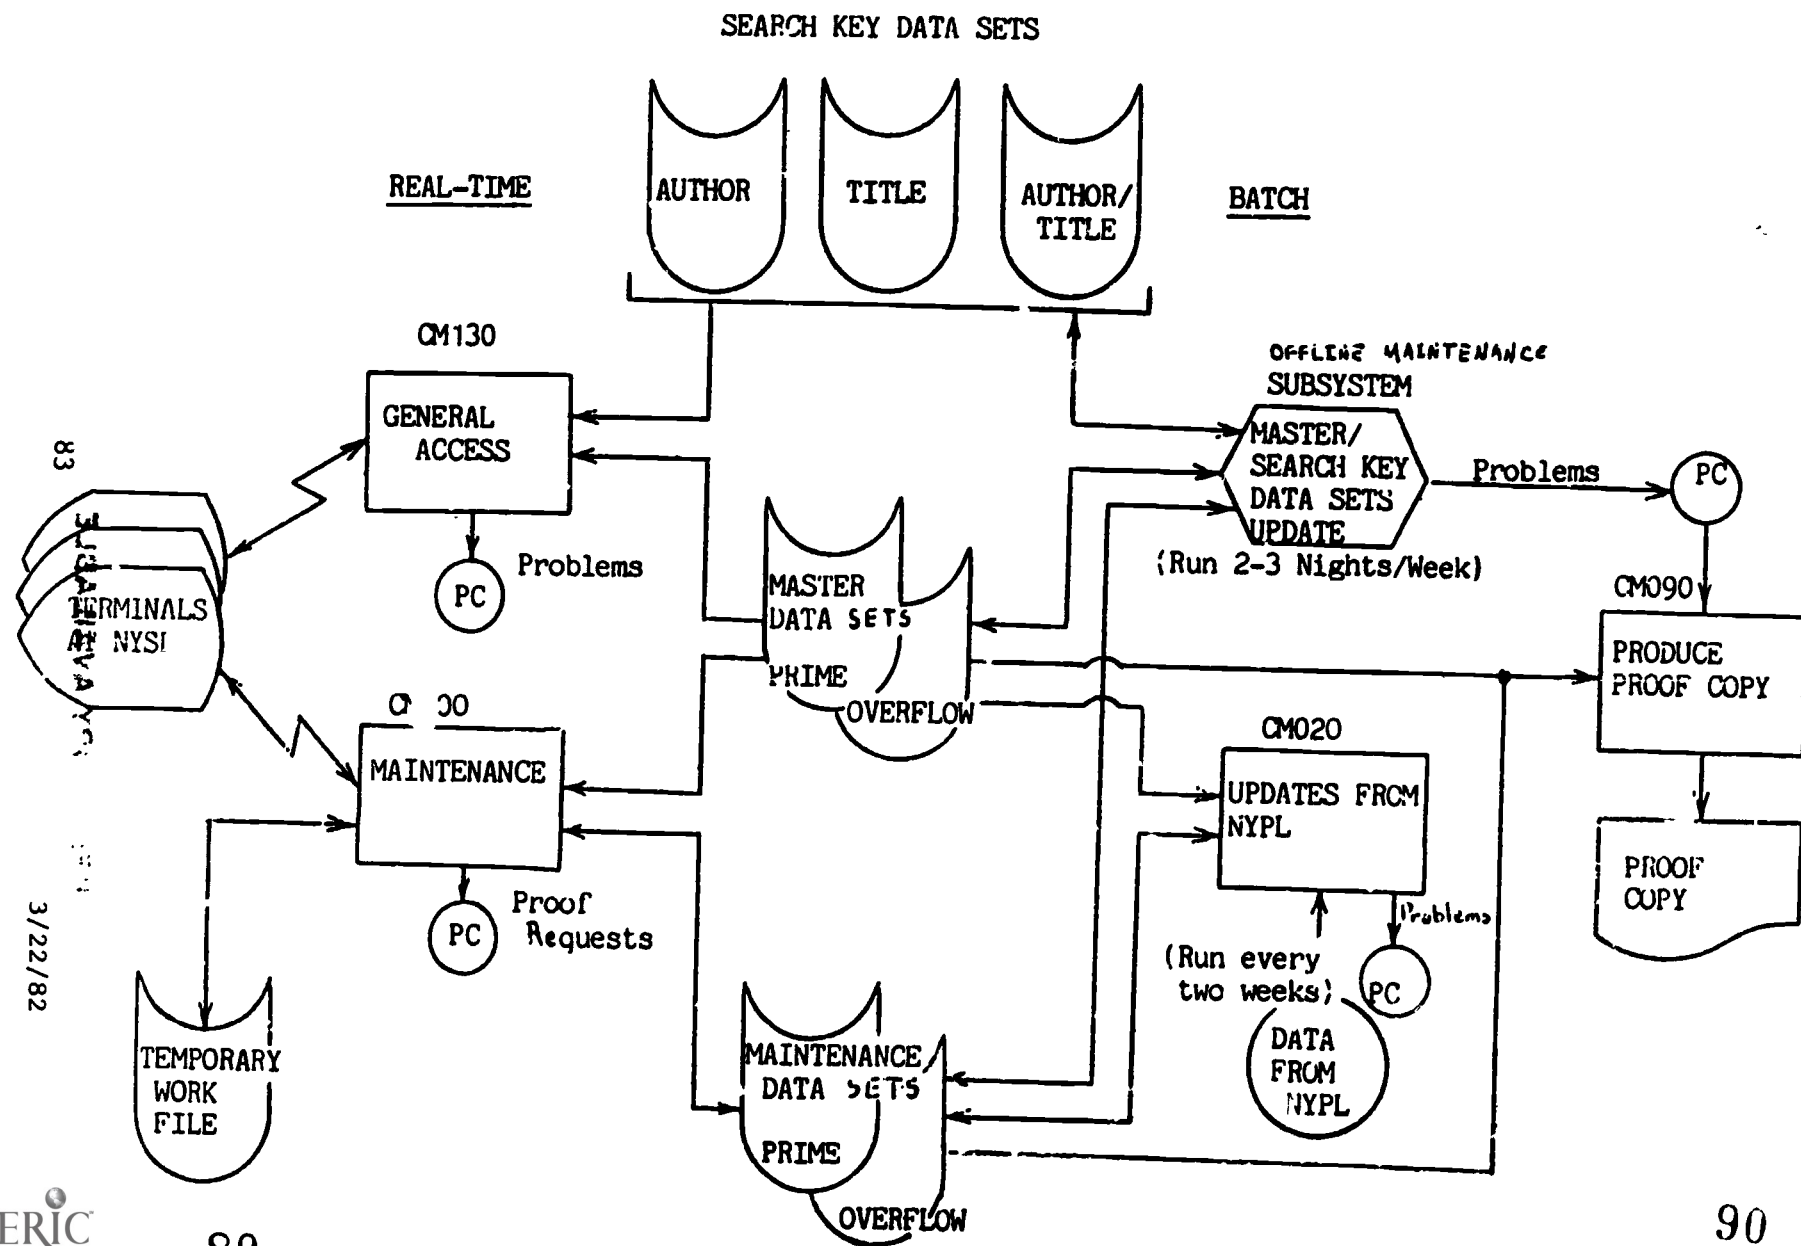 SEARCH KEY DATA SETS
REAL-TIME
AUTHOR
TITLE
AUTHOR/
TITLE
BATCH
CM130
GENERAL
ACCESS
Problems
PC
OFFLINE MAINTENANCE
SUBSYSTEM
MASTER/
SEARCH KEY
DATA SETS
UPDATE
(Run 2-3 Nights/Week)
Problems
PC
CM090
PRODUCE
PROOF COPY
PROOF
COPY
83
TERMINALS
AT NYSL
MASTER
DATA SETS
PRIME
OVERFLOW
MAINTENANCE
PC
Proof
Requests
CM020
UPDATES FROM
NYPL
Problems
PC
(Run every
two weeks)
DATA
FROM
NYPL
3/22/82
TEMPORARY
WORK
FILE
MAINTENANCE
DATA SETS
PRIME
OVERFLOW
ERIC
90